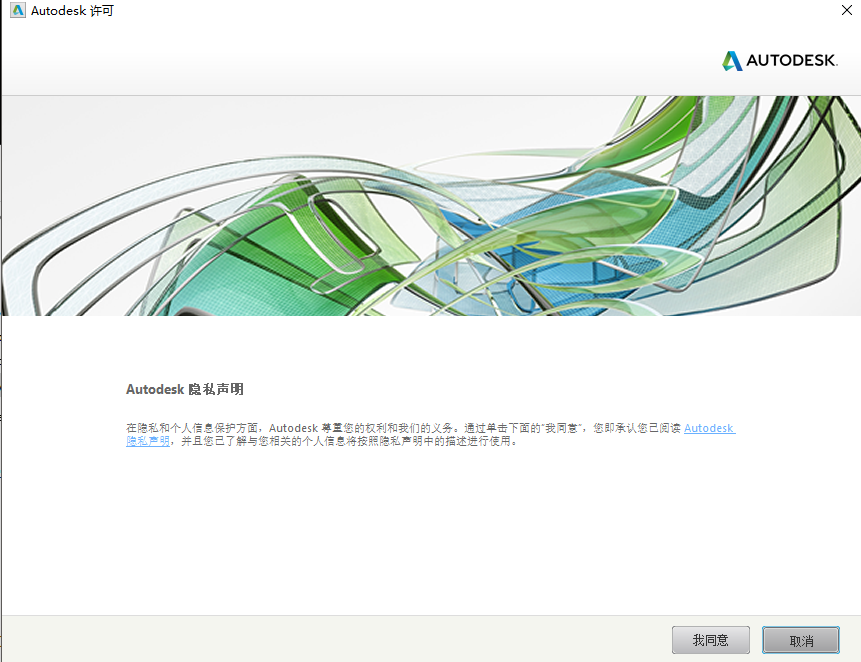 Autodesk 许可
AUTODESK.
Autodesk 隐私声明
在隐私和个人信息保护方面，Autodesk 尊重您的权利和我们的义务。通过单击下面的“我同意”，您即承认您已阅读 Autodesk
隐私声明，并且您已了解与您相关的个人信息将按照隐私声明中的描述进行使用。
我同意
取消